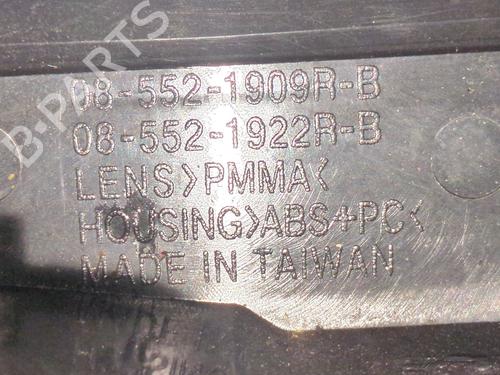 B-PARTS
08-552-1909R-B
08-552-1922R-B
LENS>PMMA<
HOUSING>ABS+PC<
MADE IN TAIWAN